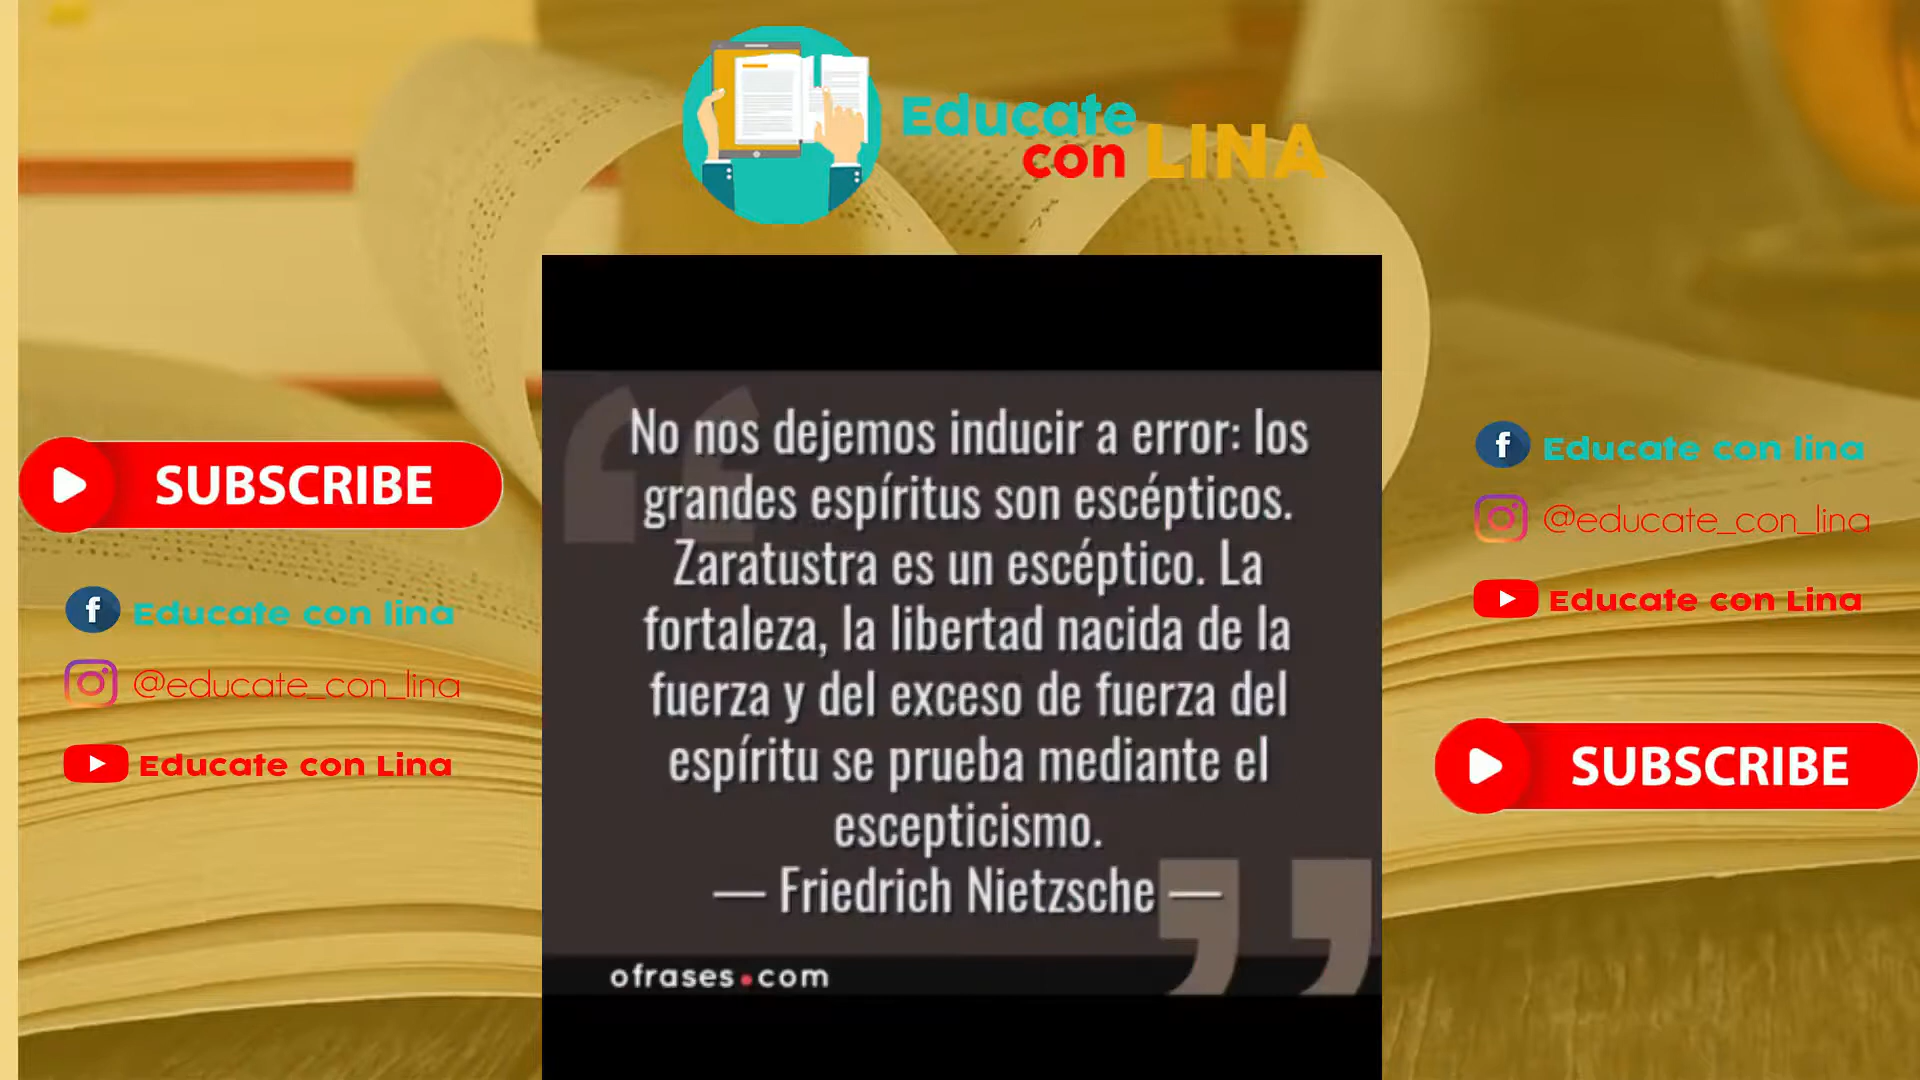 Educate
con LINA
No nos dejemos inducir a error: los
grandes espíritus son escépticos.
Zaratustra es un escéptico. La
fortaleza, la libertad nacida de la
fuerza y del exceso de fuerza del
espíritu se prueba mediante el
escepticismo.
— Friedrich Nietzsche —
ofrases.com
SUBSCRIBE
Educate con lina
@educate_con_lina
Educate con Lina
Educate con lina
@educate_con_lina
Educate con Lina
SUBSCRIBE